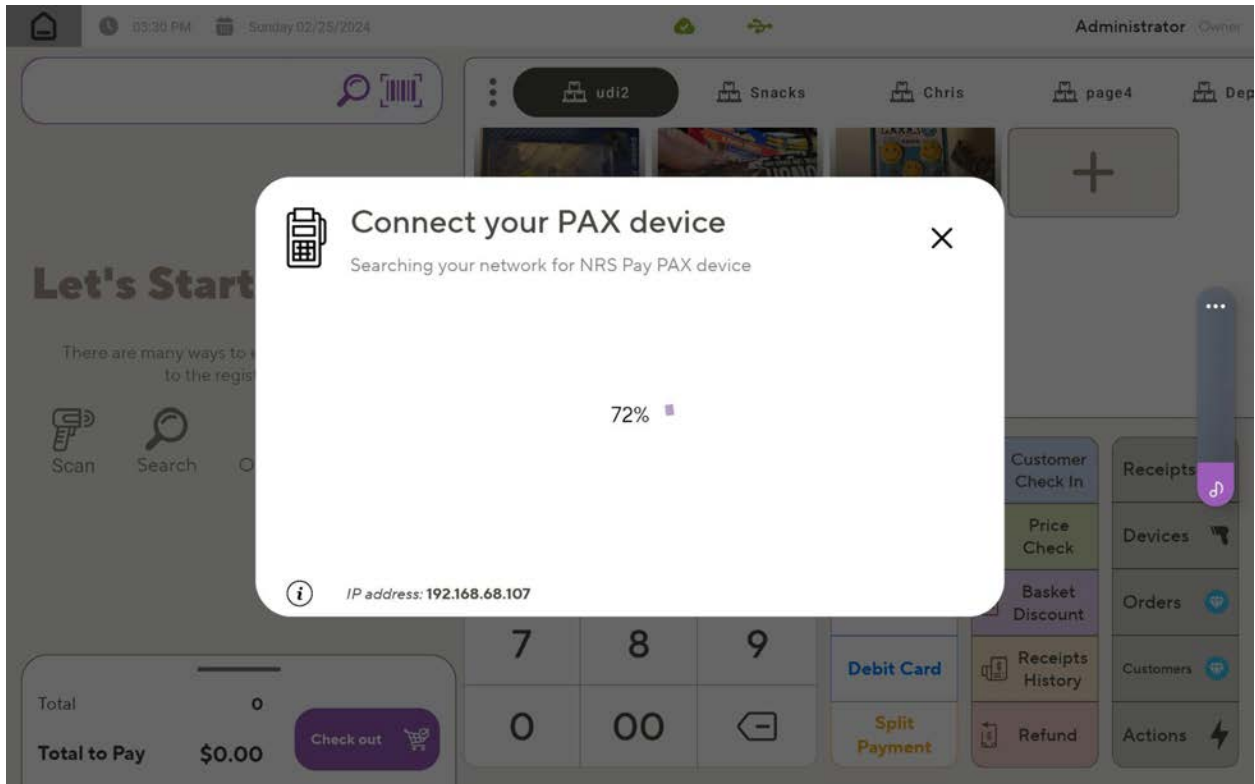 03:30 PM
Sunday 02/25/2024
Administrator
Owner
udi2
Snacks
Chris
page4
Dep
Connect your PAX device
Searching your network for NRS Pay PAX device
72%
IP address: 192.168.68.107
Let's Start
There are many ways to
to the regis
Scan
Search
O
Customer
Check In
Price
Check
Basket
Discount
Receipts
History
Refund
Receipts
Devices
Orders
Customers
Actions
7
8
9
0
00
Debit Card
Split
Payment
Total
0
Total to Pay
$0.00
Check out